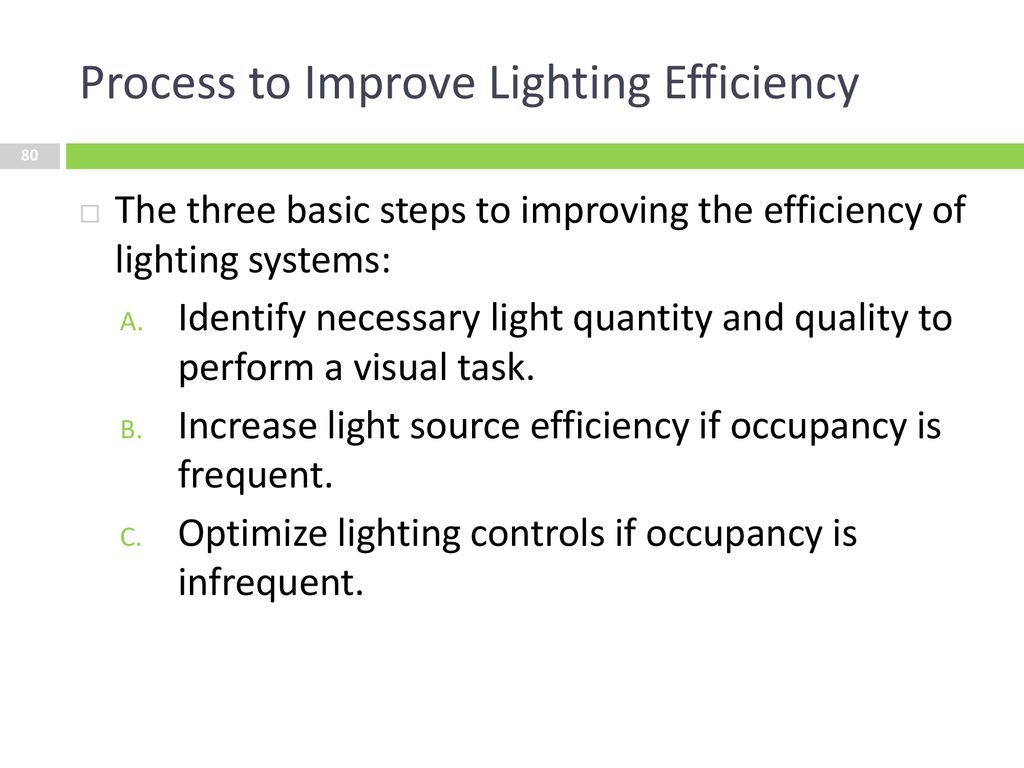 Process to Improve Lighting Efficiency
80
The three basic steps to improving the efficiency of
lighting systems:
A. Identify necessary light quantity and quality to
perform a visual task.
B. Increase light source efficiency if occupancy is
frequent.
C. Optimize lighting controls if occupancy is
infrequent.